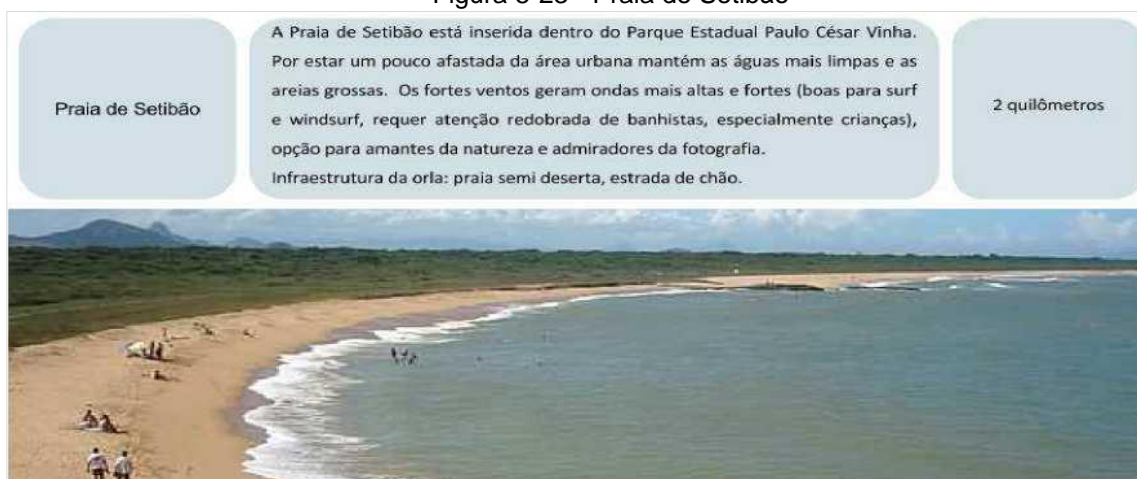 Praia de Setibão
A Praia de Setibão está inserida dentro do Parque Estadual Paulo César Vinha.
Por estar um pouco afastada da área urbana mantém as águas mais limpas e as
areias grossas. Os fortes ventos geram ondas mais altas e fortes (boas para surf
e windsurf, requer atenção redobrada de banhistas, especialmente crianças),
opção para amantes da natureza e admiradores da fotografia.
Infraestrutura da orla: praia semi deserta, estrada de chão.
2 quilômetros